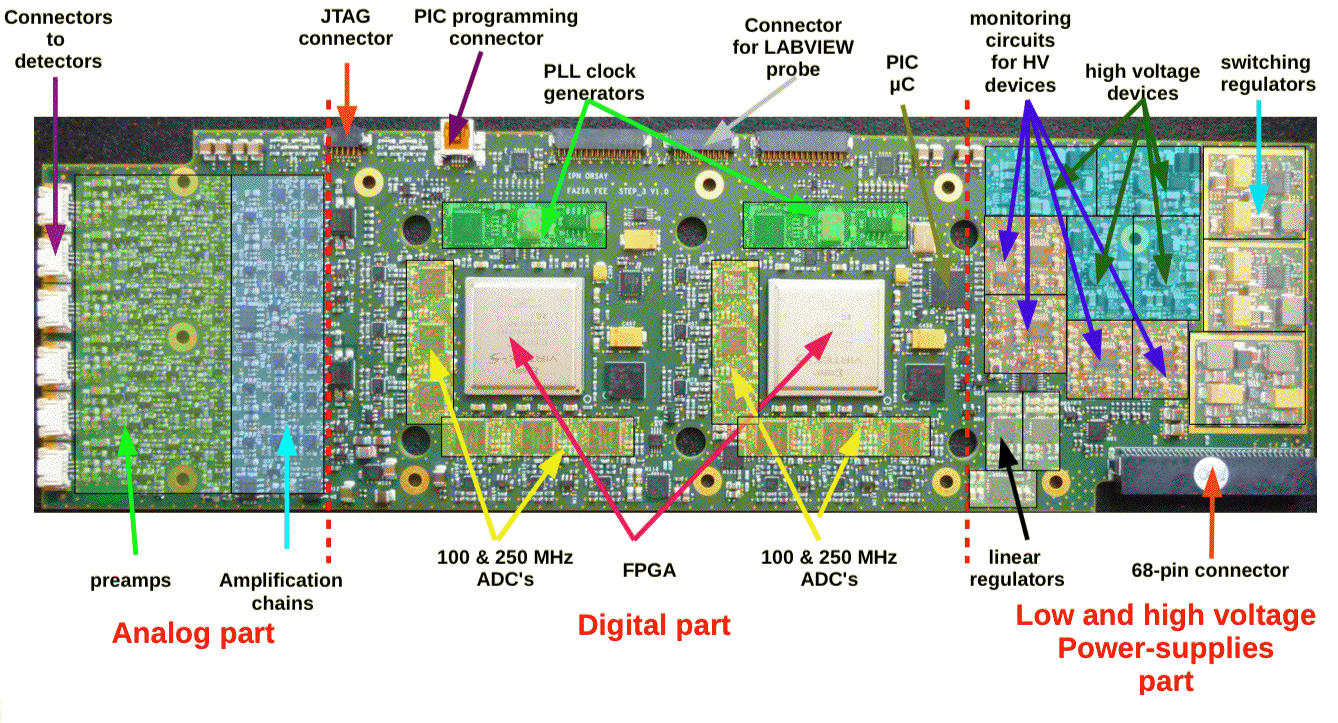 Connectors
to
detectors
JTAG
connector
PIC programming
connector
PLL clock
generators
Connector
for LABVIEW
probe
PIC
µC
monitoring
circuits
for HV
devices
high voltage
devices
switching
regulators
IPN ORSAY
FAZIA FEE STEP_3 V1.0
preamps
Amplification
chains
100 & 250 MHz
ADC's
FPGA
100 & 250 MHz
ADC's
linear
regulators
68-pin connector
Analog part
Digital part
Low and high voltage
Power-supplies
part